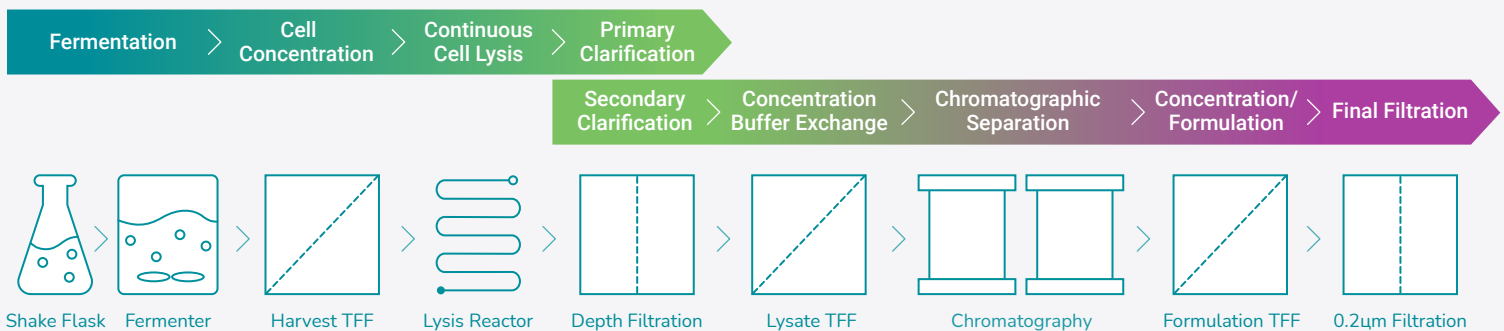 Fermentation
Cell
Concentration
Continuous
Cell Lysis
Primary
Clarification
Secondary
Clarification
Concentration
Buffer Exchange
Chromatographic
Separation
Concentration/
Formulation
Final Filtration
Shake Flask
Fermenter
Harvest TFF
Lysis Reactor
Depth Filtration
Lysate TFF
Chromatography
Formulation TFF
0.2µm Filtration